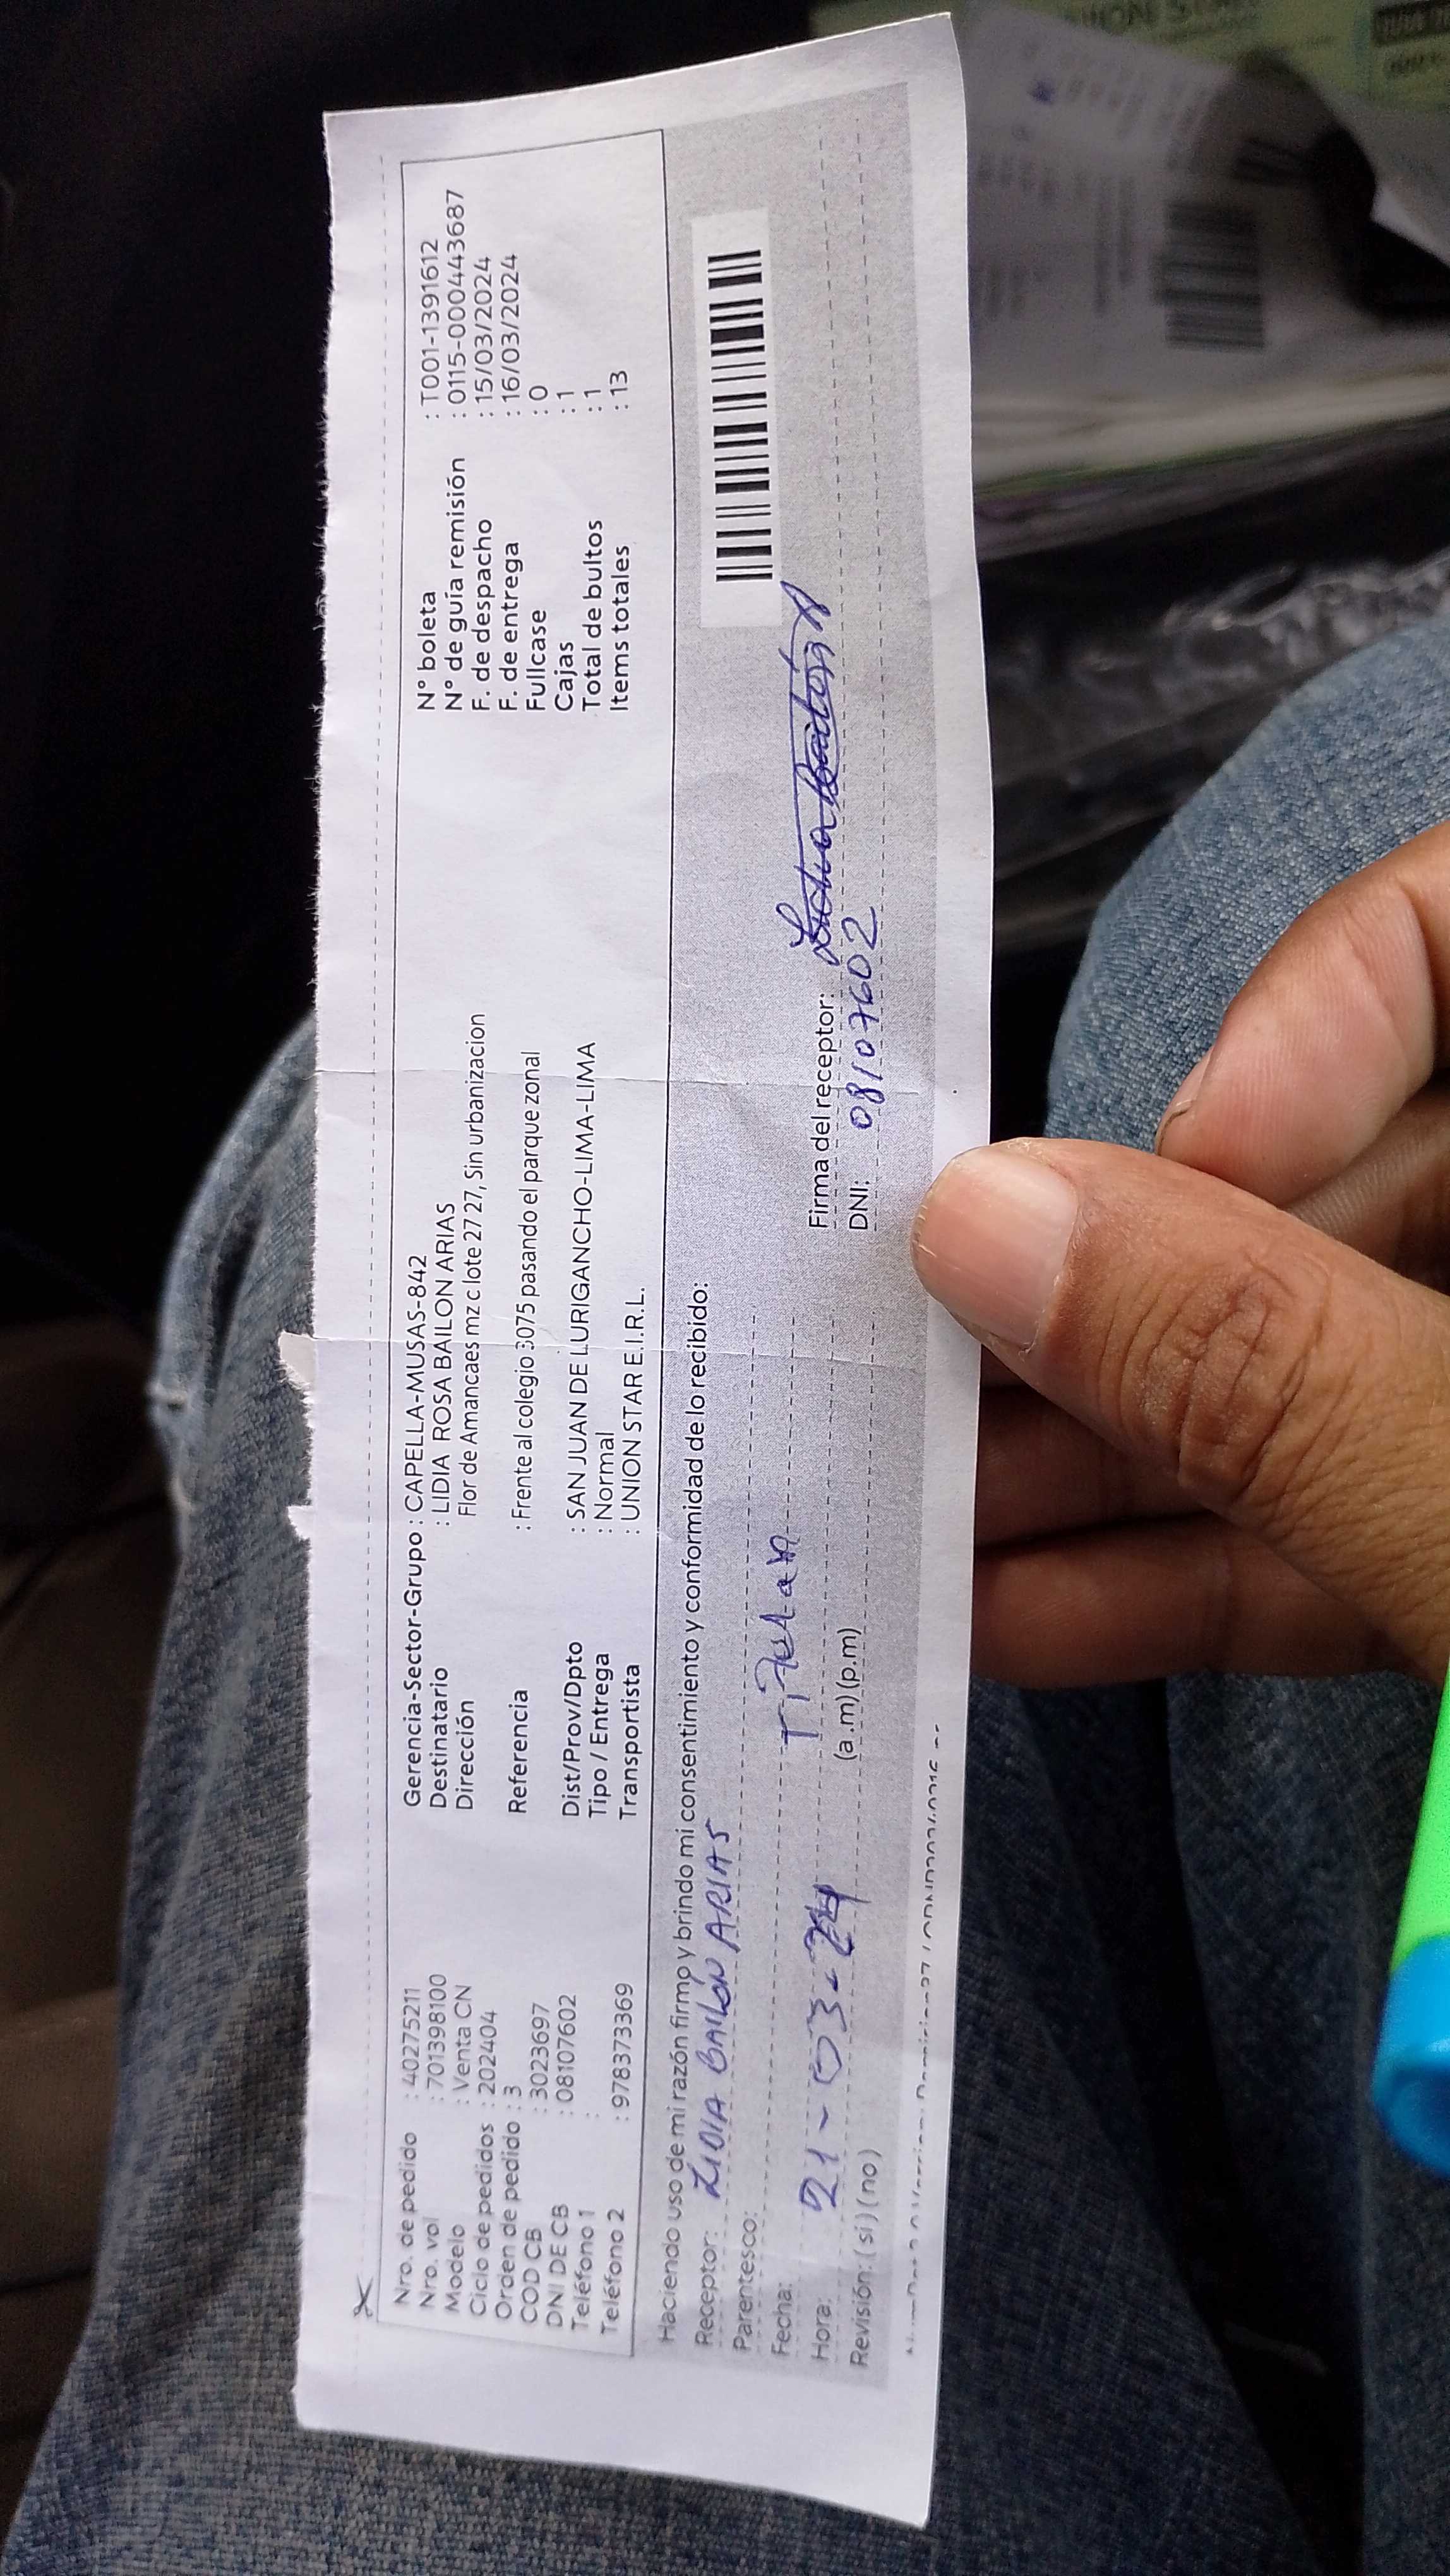 Nro. de pedido : 40275211
Nro. vol : 701398100
Modelo : Venta CN
Ciclo de pedidos : 202404
Orden de pedido : 3
COD CB : 3023697
DNI DE CB : 08107602
Teléfono 1 :
Teléfono 2 : 978373369
Gerencia-Sector-Grupo : CAPELLA-MUSAS-842
Destinatario : LIDIA ROSA BAILON ARIAS
Dirección Flor de Amancaes mz c lote 27 27, Sin urbanizacion
Referencia : Frente al colegio 3075 pasando el parque zonal
Dist/Prov/Dpto : SAN JUAN DE LURIGANCHO-LIMA-LIMA
Tipo / Entrega : Normal
Transportista : UNION STAR E.I.R.L.
N° boleta : T001-1391612
N° de guía remisión : 0115-0004443687
F. de despacho : 15/03/2024
F. de entrega : 16/03/2024
Fullcase : 0
Cajas : 1
Total de bultos : 1
Items totales : 13
Haciendo uso de mi razón firmo y brindo mi consentimiento y conformidad de lo recibido:
Receptor: LIDIA BAILÓN ARIAS
Parentesco: Titular
Fecha: 21-03-24
Hora: (a.m) (p.m)
Revisión: ( si ) ( no )
Firma del receptor: Lidia Bailón A
DNI: 08107602